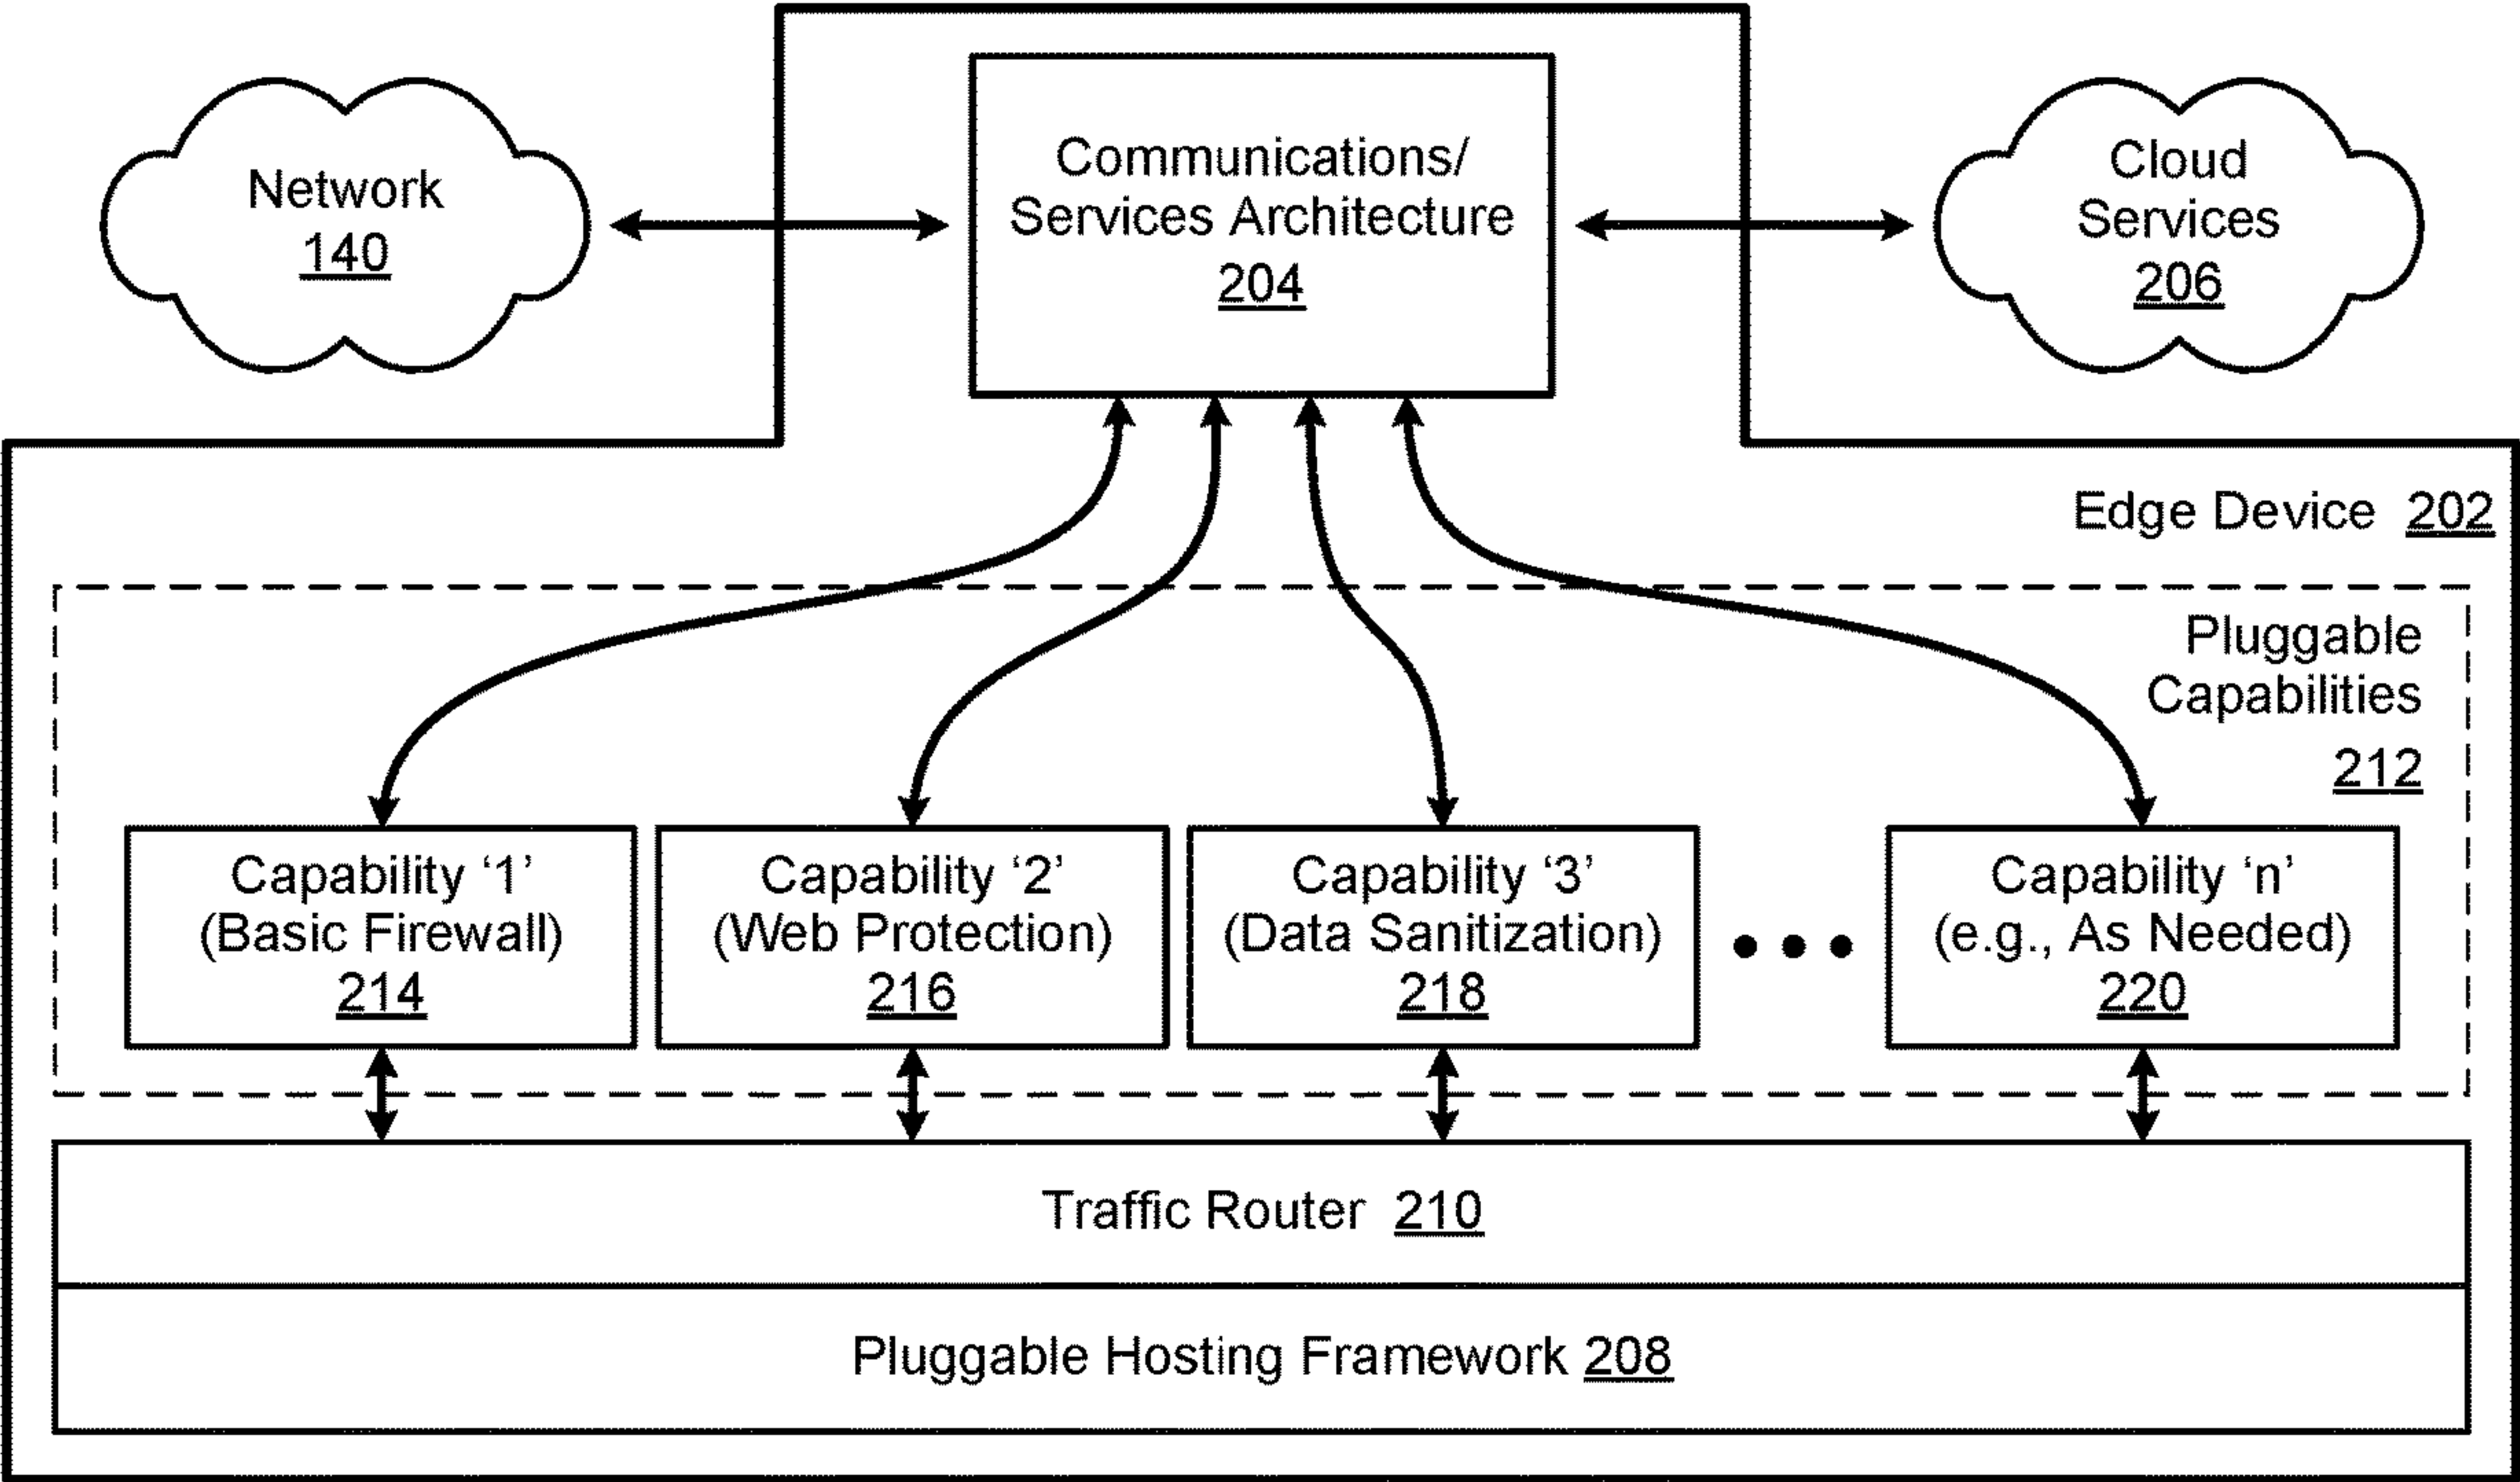 Network
140
Communications/
Services Architecture
204
Cloud
Services
206
Edge Device 202
Pluggable
Capabilities
212
Capability ‘1’
(Basic Firewall)
214
Capability ‘2’
(Web Protection)
216
Capability ‘3’
(Data Sanitization)
218
Capability ‘n’
(e.g., As Needed)
220
Traffic Router 210
Pluggable Hosting Framework 208